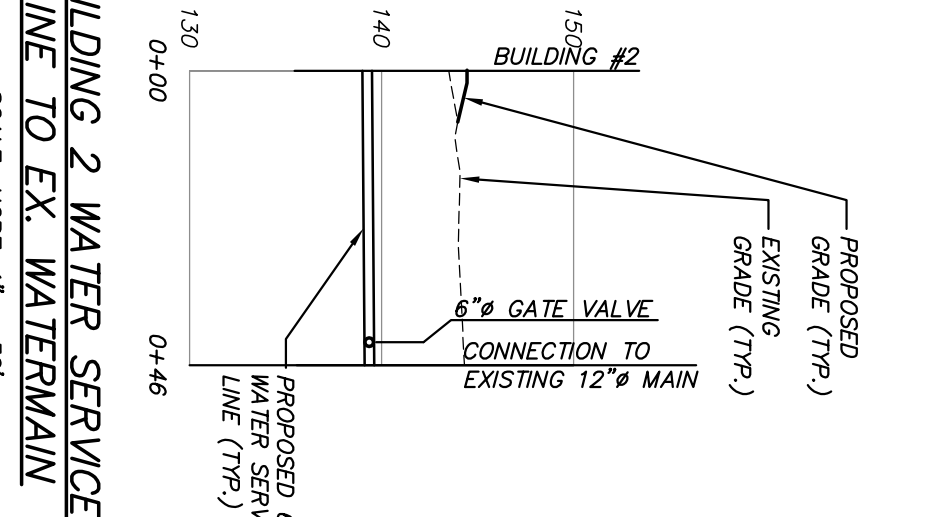 130
140
150
0+00
0+46
BUILDING #2
PROPOSED
GRADE (TYP.)
EXISTING
GRADE (TYP.)
6"ø GATE VALVE
CONNECTION TO
EXISTING 12"ø MAIN
PROPOSED
WATER SERV
LINE (TYP.)
ILDING 2 WATER SERVICE
INE TO EX. WATERMAIN